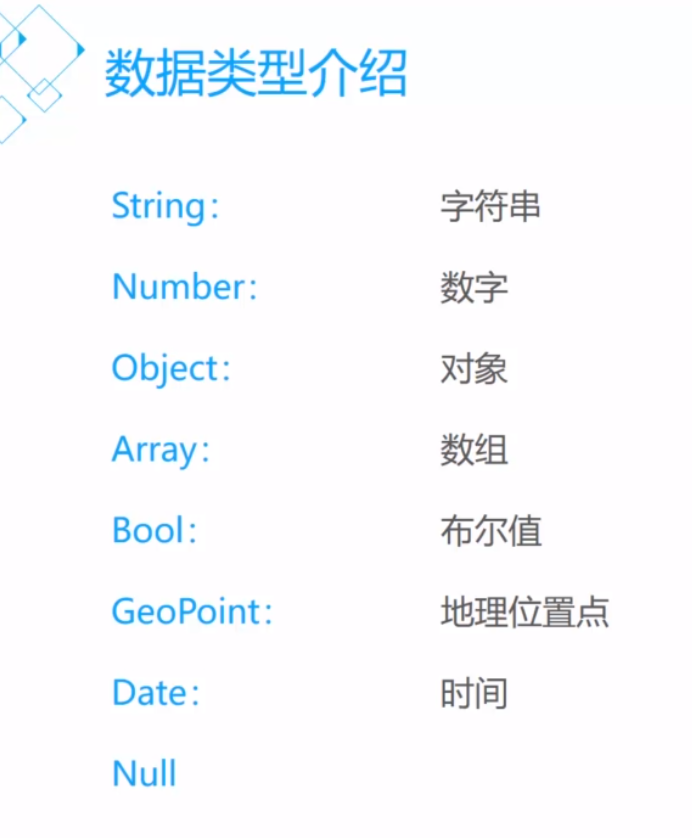 数据类型介绍
String： 字符串
Number： 数字
Object： 对象
Array： 数组
Bool： 布尔值
GeoPoint： 地理位置点
Date： 时间
Null